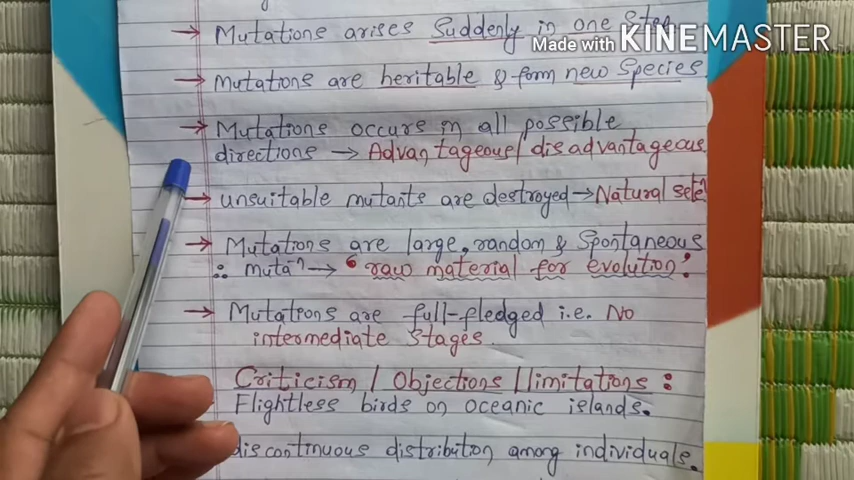 → Mutations arises Suddenly in one Step
Made with KINEMASTER
→ Mutations are heritable & form new Species
→ Mutations occurs in all possible
directions → Advantageous/disadvantageous
→ unsuitable mutants are destroyed → Natural seleⁿ
→ Mutations are large, random & Spontaneous
∴ mutaⁿ → "raw material for evolution"
→ Mutations are full-fledged i.e. No
intermediate stages.
Criticism / Objections / limitations :
Flightless birds on oceanic islands.
discontinuous distribution among individuals.